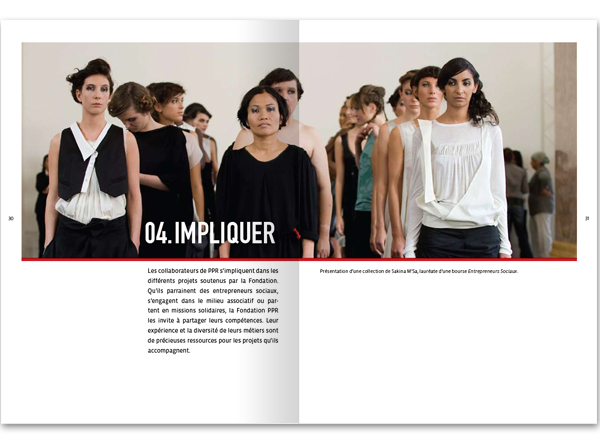 04. IMPLIQUER
30
31
Les collaborateurs de PPR s'impliquent dans les
différents projets soutenus par la Fondation.
Qu'ils parrainent des entrepreneurs sociaux,
s'engagent dans le milieu associatif ou par-
tent en missions solidaires, la Fondation PPR
les invite à partager leurs compétences. Leur
expérience et la diversité de leurs métiers sont
de précieuses ressources pour les projets qu'ils
accompagnent.
Présentation d'une collection de Sakina M'Sa, lauréate d'une bourse Entrepreneurs Sociaux.